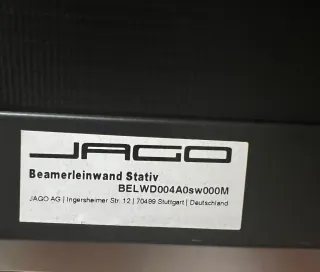 JAGO
Beamerleinwand Stativ
BELWD004A0sw000M
JAGO AG | Ingersheimer Str. 12 | 70499 Stuttgart | Deutschland